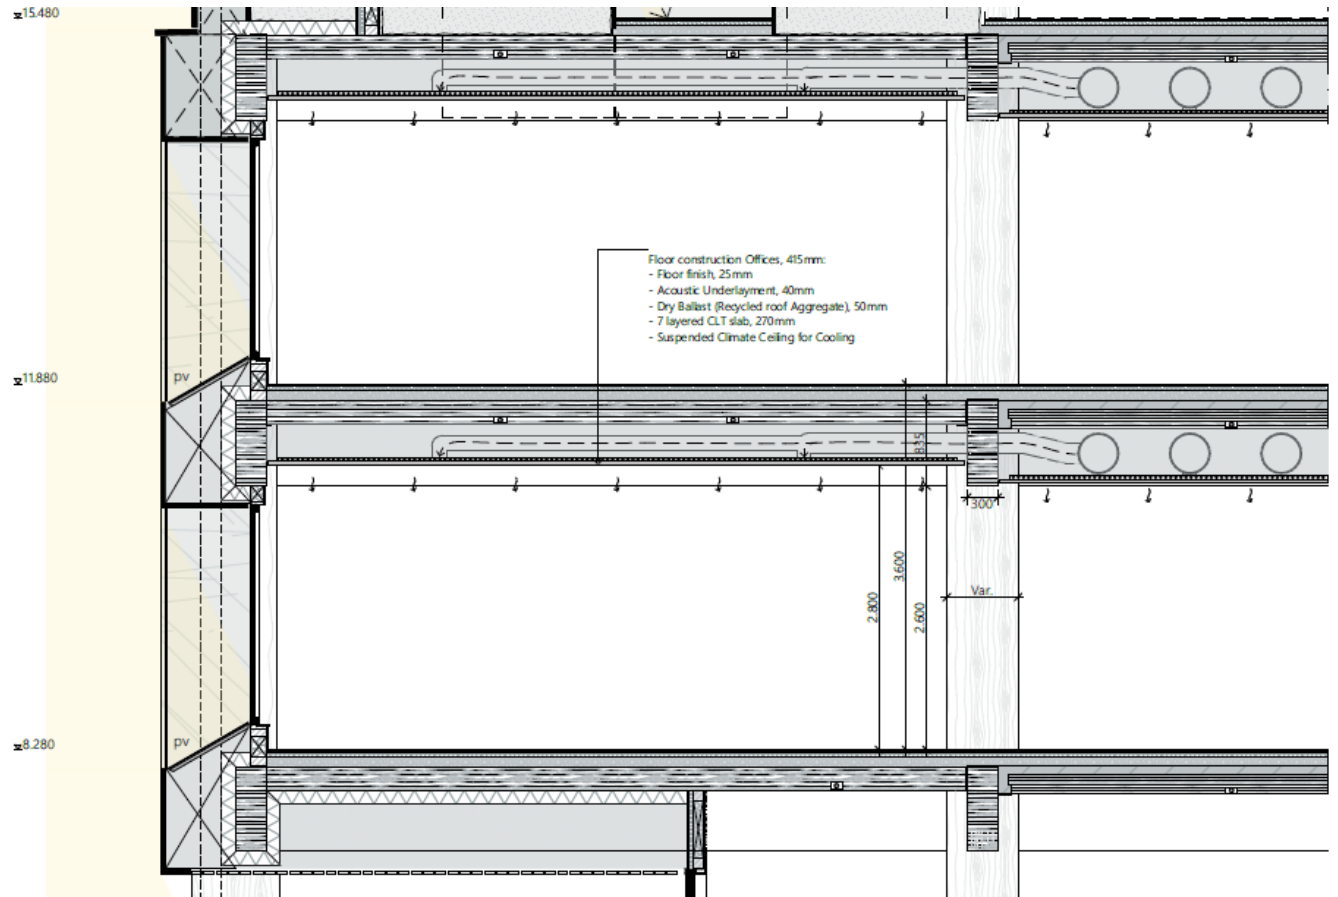 15.480
Floor construction Offices, 415mm:
- Floor finish, 25mm
- Acoustic Underlayment, 40mm
- Dry Ballast (Recycled roof Aggregate), 50mm
- 7 layered CLT slab, 270mm
- Suspended Climate Ceiling for Cooling
pv
11.880
835
300
3.600
Var.
2.800
2.600
pv
8.280